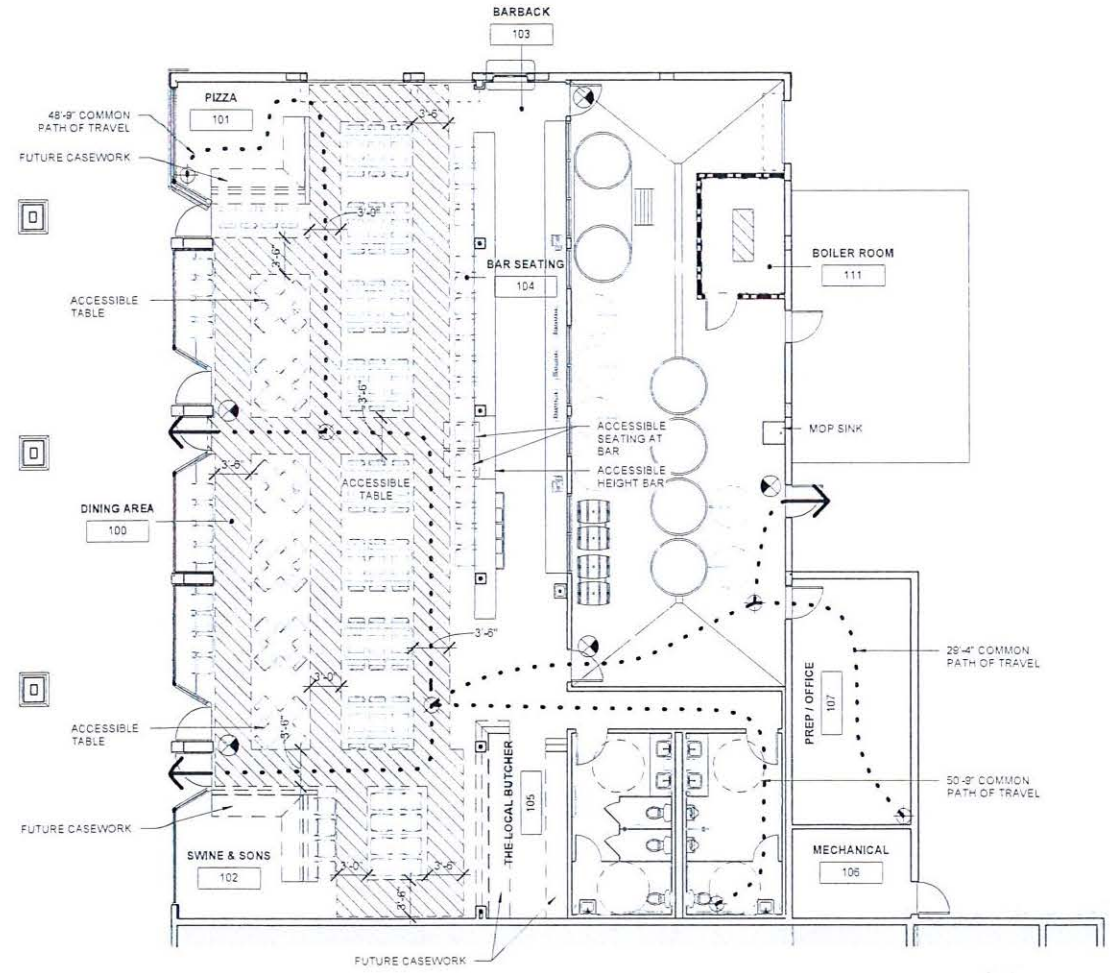 BARBACK
103
PIZZA
101
48'-9" COMMON
PATH OF TRAVEL
FUTURE CASEWORK
3'-6"
3'-0"
3'-6"
BAR SEATING
104
BOILER ROOM
111
ACCESSIBLE
TABLE
3'-6"
ACCESSIBLE
SEATING AT
BAR
MOP SINK
ACCESSIBLE
HEIGHT BAR
3'-6"
ACCESSIBLE
TABLE
DINING AREA
100
3'-6"
29'-4" COMMON
PATH OF TRAVEL
PREP / OFFICE
107
3'-0"
ACCESSIBLE
TABLE
3'-6"
THE LOCAL BUTCHER
105
50'-9" COMMON
PATH OF TRAVEL
FUTURE CASEWORK
SWINE & SONS
102
3'-0"
3'-6"
3'-6"
MECHANICAL
106
FUTURE CASEWORK